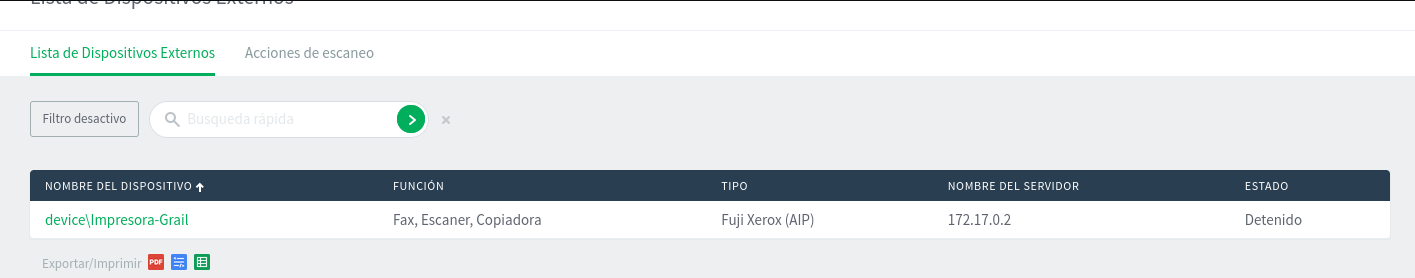 Lista de Dispositivos Externos
Lista de Dispositivos Externos Acciones de escaneo
Filtro desactivo Busqueda rápida
NOMBRE DEL DISPOSITIVO FUNCIÓN TIPO NOMBRE DEL SERVIDOR ESTADO
device\Impresora-Grail Fax, Escaner, Copiadora Fuji Xerox (AIP) 172.17.0.2 Detenido
Exportar/Imprimir PDF